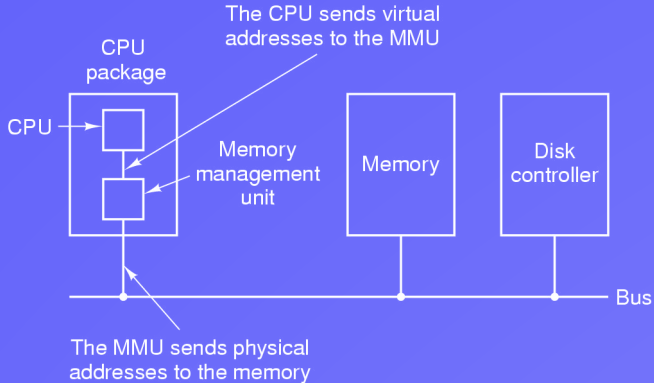 The CPU sends virtual
addresses to the MMU
CPU
package
CPU
Memory
management
unit
Memory
Disk
controller
Bus
The MMU sends physical
addresses to the memory